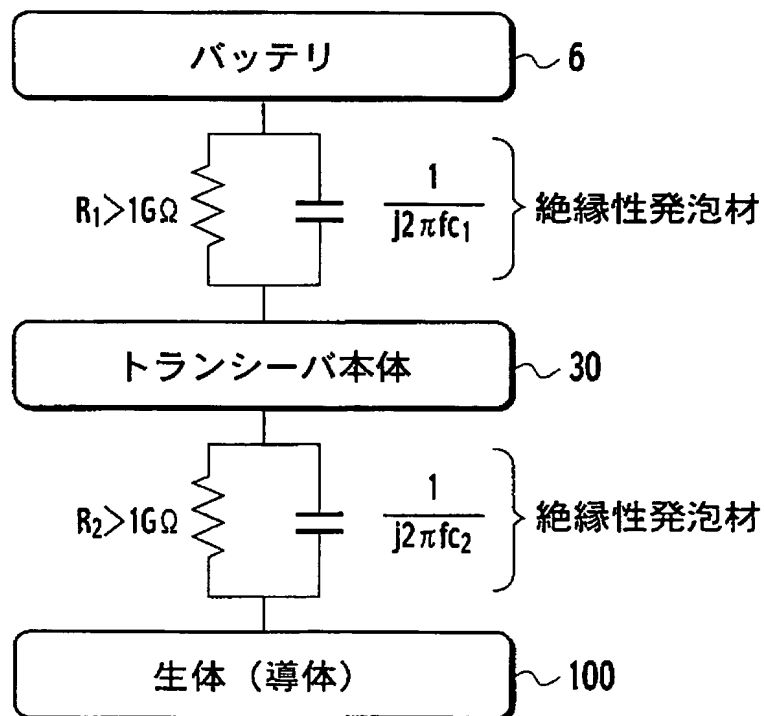 バッテリ 6
R₁>1GΩ
1
j2πfc₁
絶縁性発泡材
トランシーバ本体 30
R₂>1GΩ
1
j2πfc₂
絶縁性発泡材
生体(導体) 100